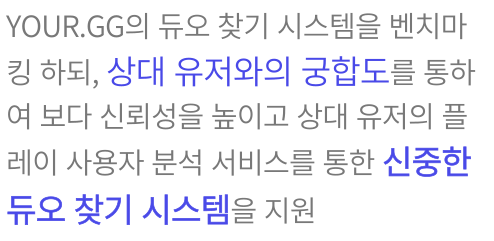 YOUR.GG의 듀오 찾기 시스템을 벤치마
킹 하되, 상대 유저와의 궁합도를 통하
여 보다 신뢰성을 높이고 상대 유저의 플
레이 사용자 분석 서비스를 통한 신중한
듀오 찾기 시스템을 지원